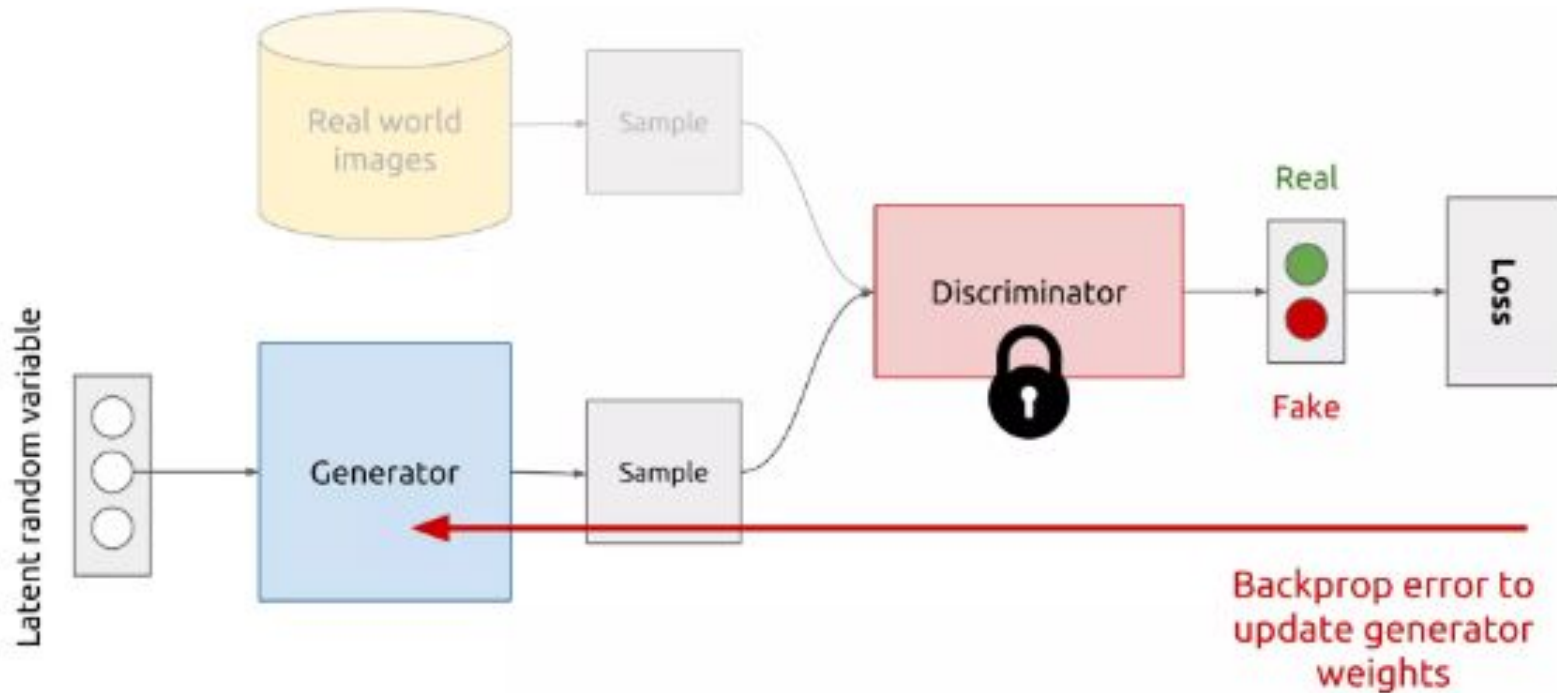 Real world
images
Sample
Real
Discriminator
Loss
Fake
Latent random variable
Generator
Sample
Backprop error to
update generator
weights